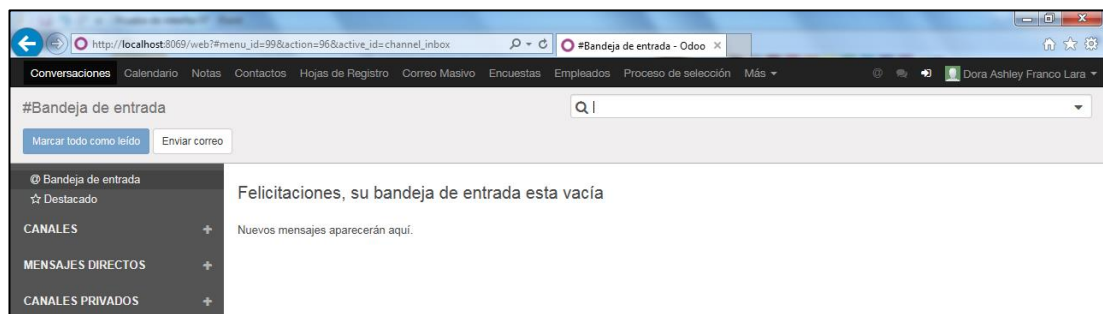 http://localhost:8069/web?#menu_id=99&action=96&active_id=channel_inbox
#Bandeja de entrada - Odoo
Conversaciones Calendario Notas Contactos Hojas de Registro Correo Masivo Encuestas Empleados Proceso de selección Más @ Dora Ashley Franco Lara
#Bandeja de entrada
Marcar todo como leído Enviar correo
@ Bandeja de entrada
Destacado
CANALES +
MENSAJES DIRECTOS +
CANALES PRIVADOS +
Felicitaciones, su bandeja de entrada esta vacía
Nuevos mensajes aparecerán aquí.